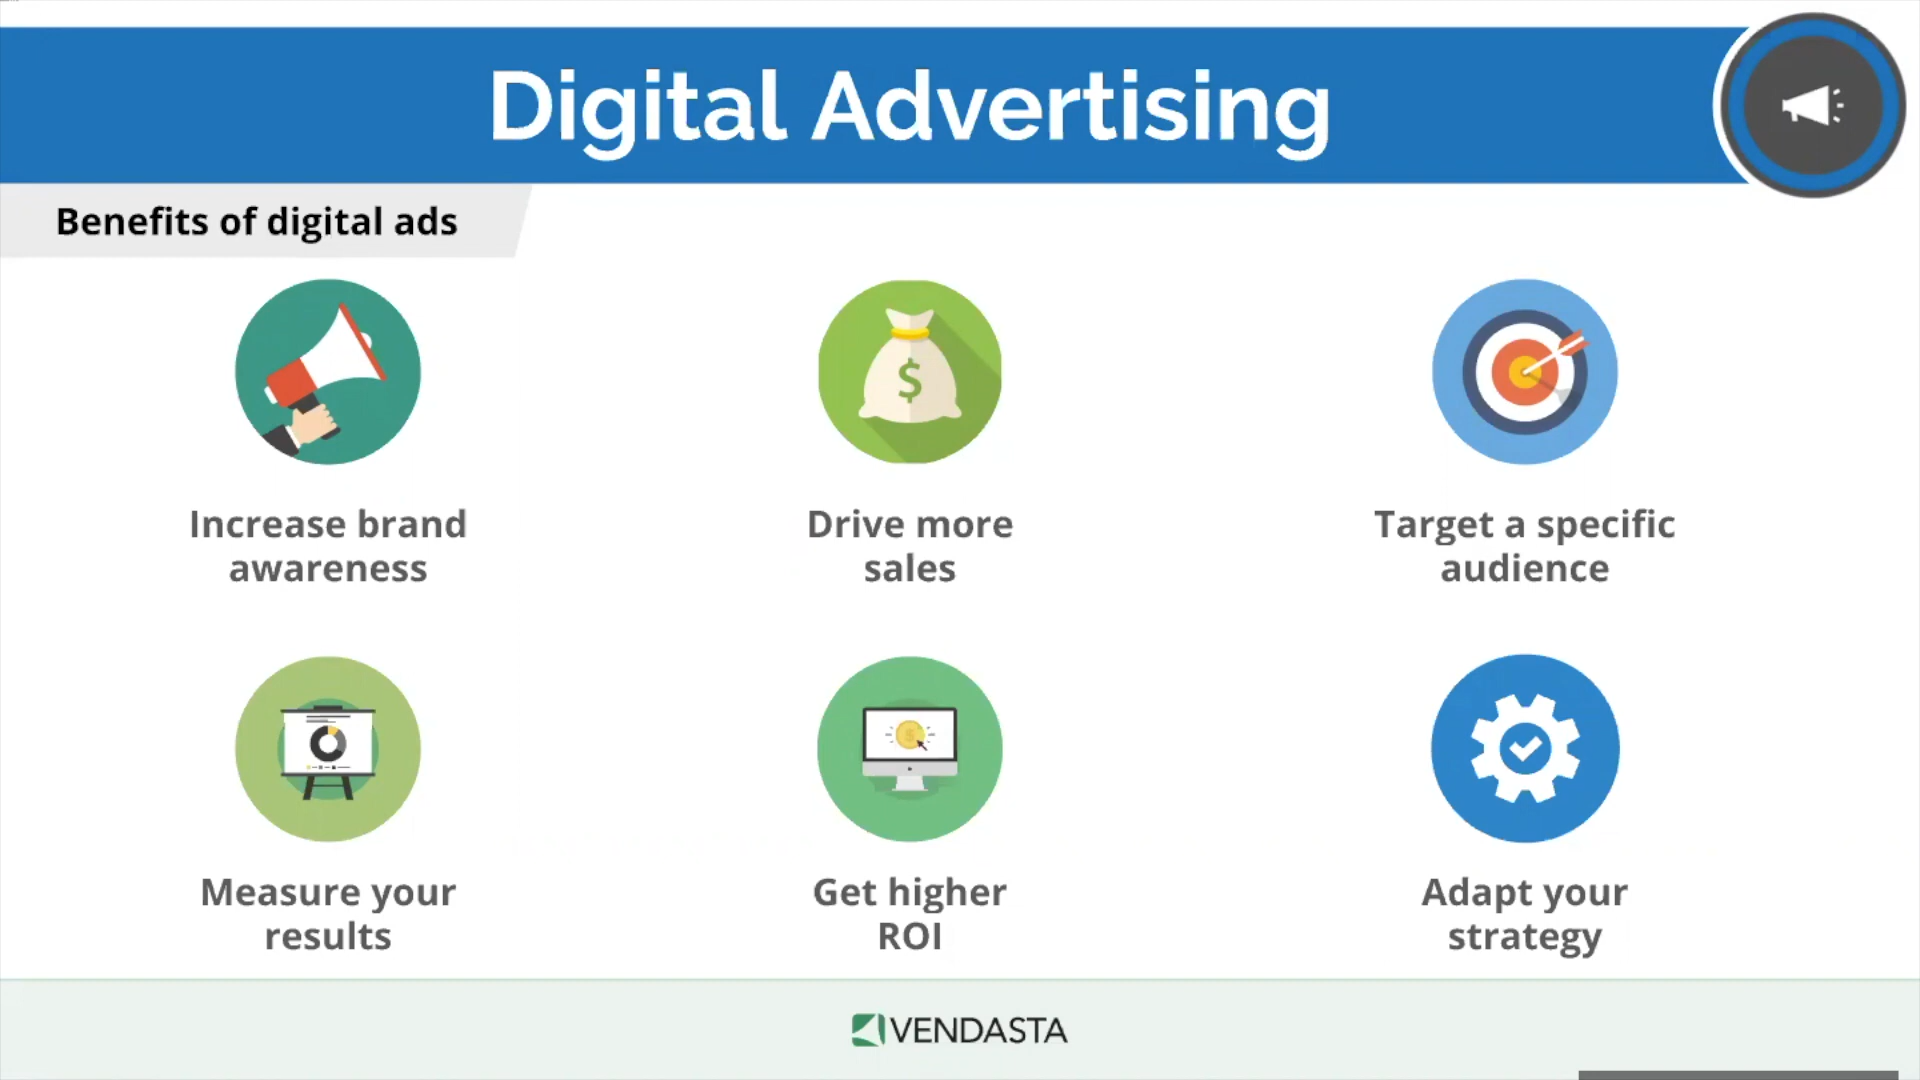 Digital Advertising
Benefits of digital ads
Increase brand
awareness
Drive more
sales
Target a specific
audience
Measure your
results
Get higher
ROI
Adapt your
strategy
VENDASTA